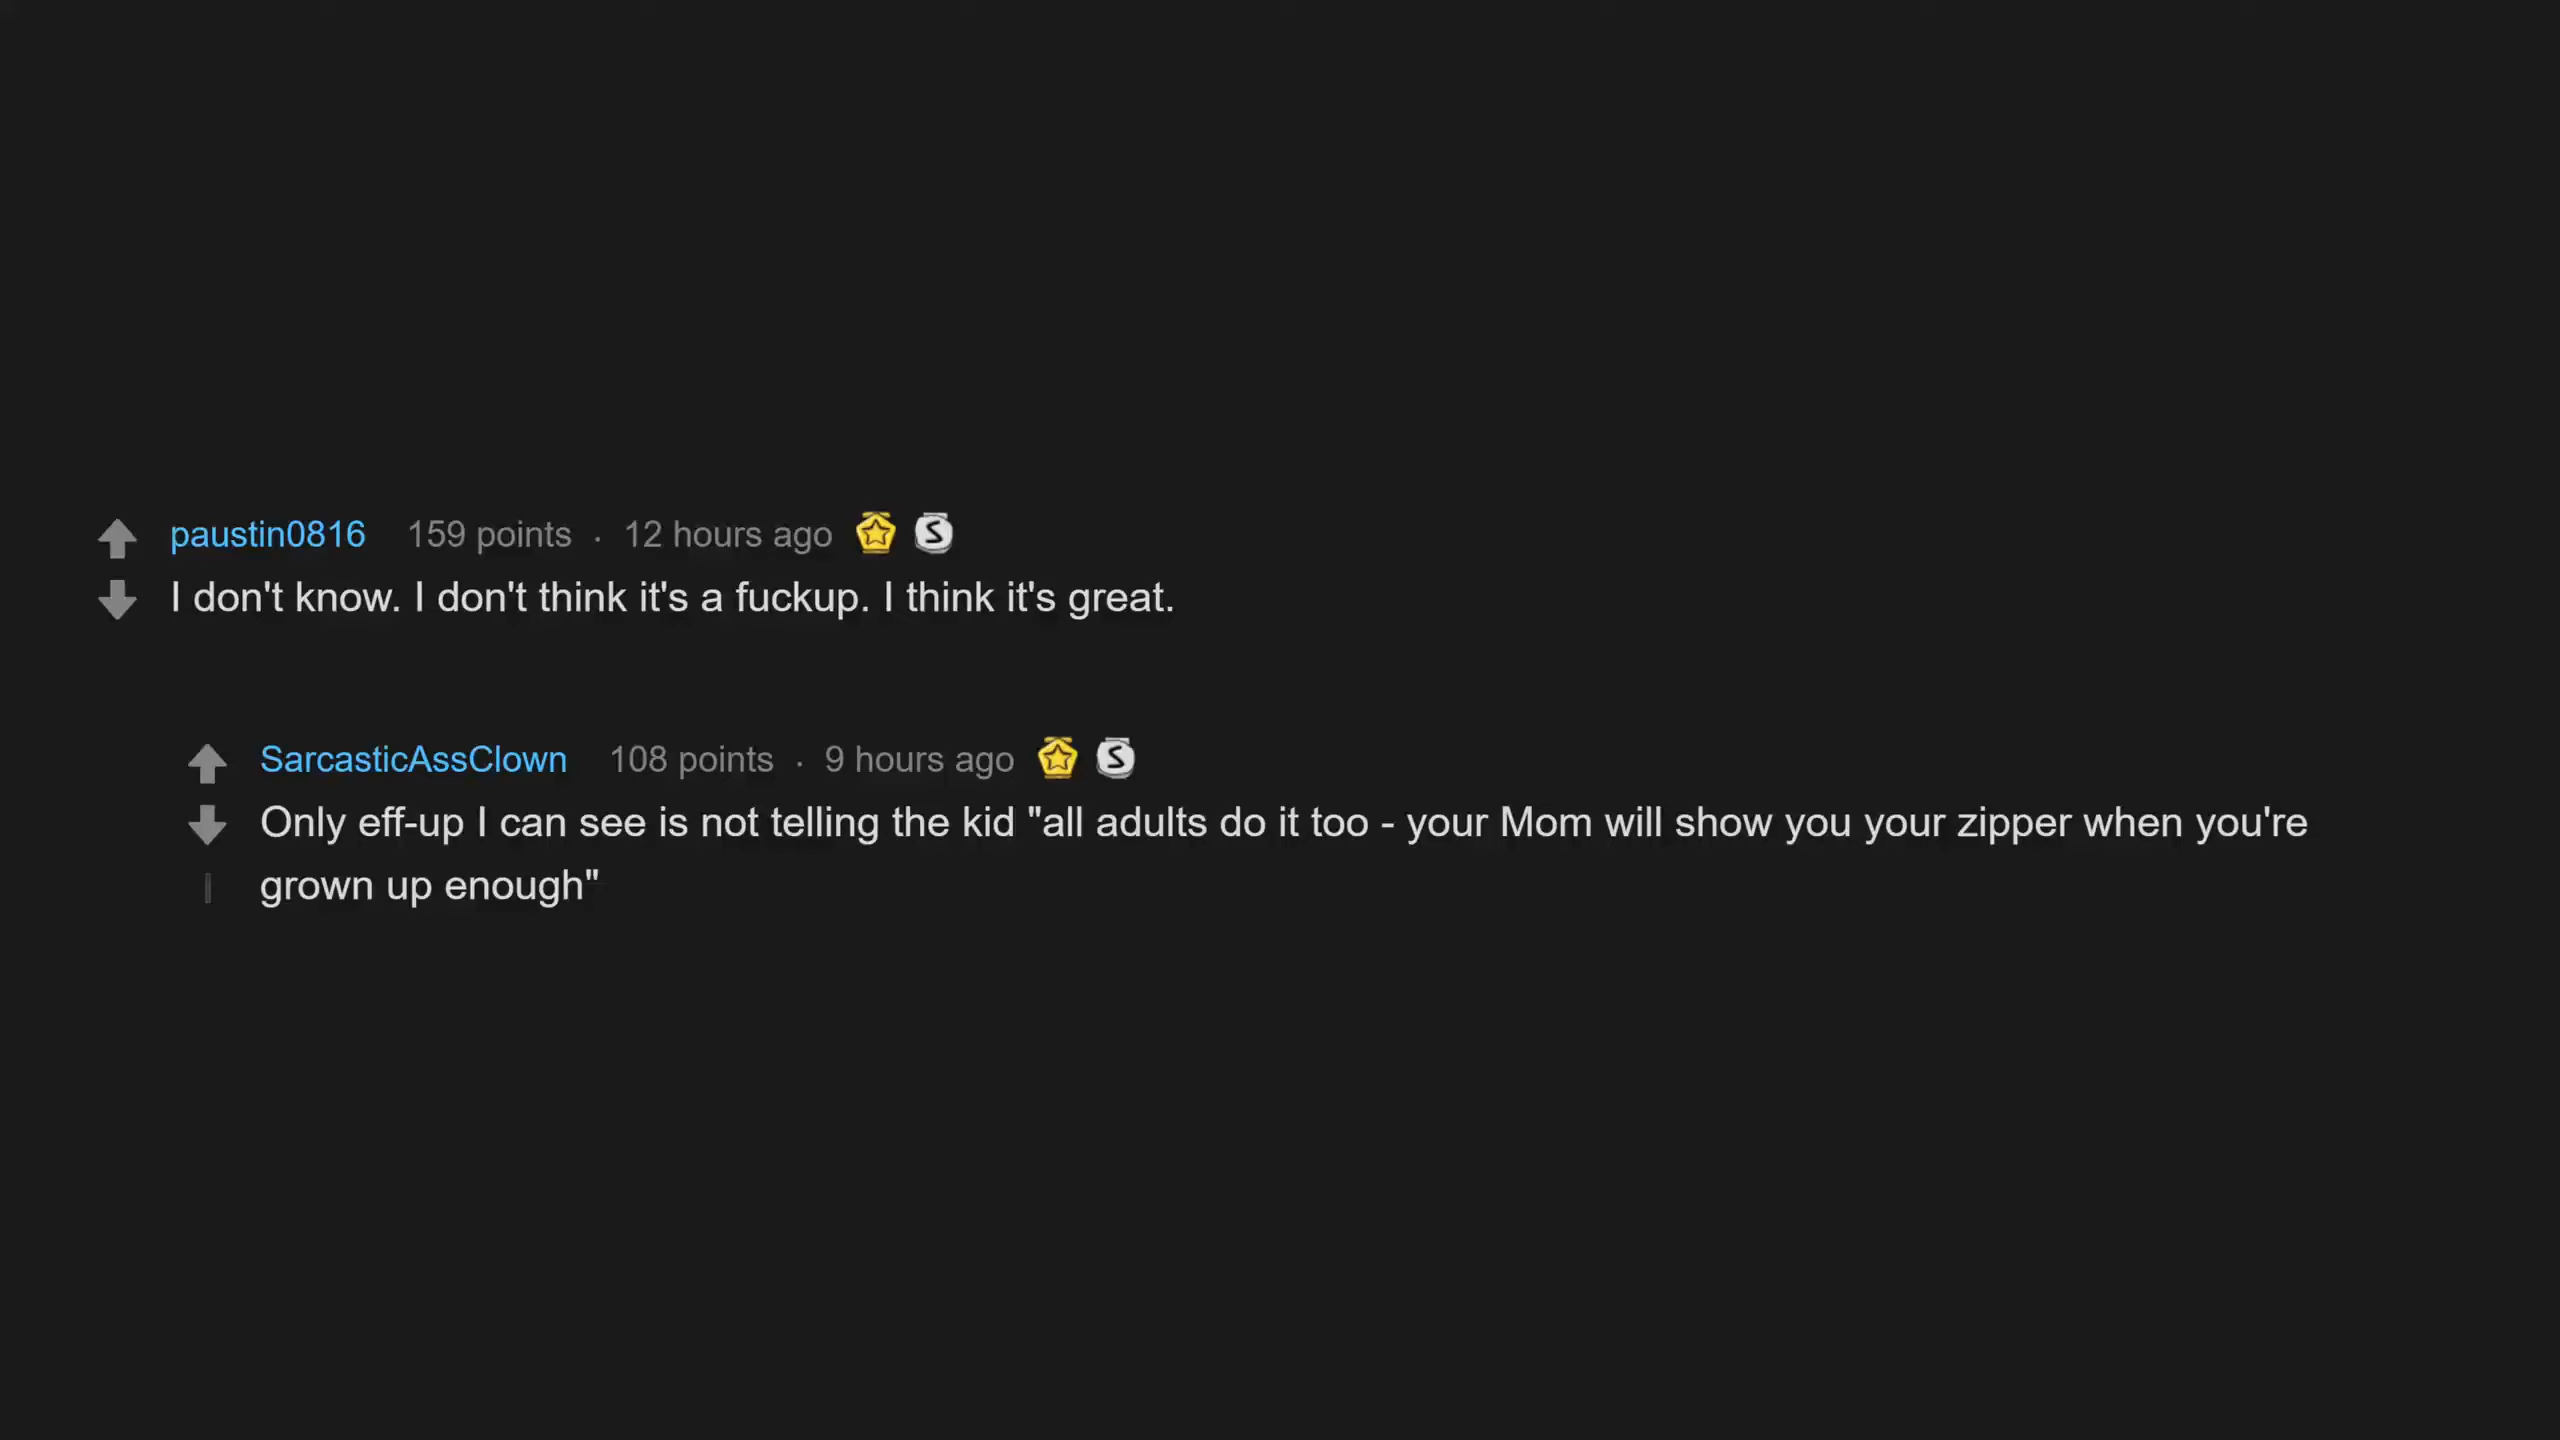 paustin0816 159 points · 12 hours ago S
I don't know. I don't think it's a fuckup. I think it's great.
SarcasticAssClown 108 points · 9 hours ago S
Only eff-up I can see is not telling the kid "all adults do it too - your Mom will show you your zipper when you're
grown up enough"